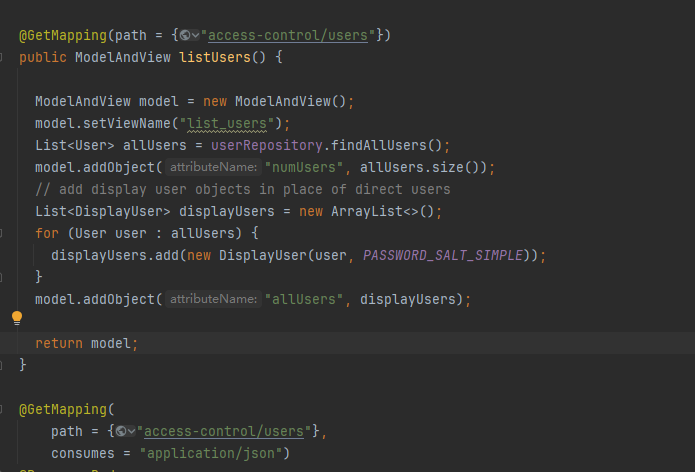 @GetMapping(path = {"access-control/users"})
public ModelAndView listUsers() {
ModelAndView model = new ModelAndView();
model.setViewName("list_users");
List<User> allUsers = userRepository.findAllUsers();
model.addObject( attributeName: "numUsers", allUsers.size());
// add display user objects in place of direct users
List<DisplayUser> displayUsers = new ArrayList<>();
for (User user : allUsers) {
displayUsers.add(new DisplayUser(user, PASSWORD_SALT_SIMPLE));
}
model.addObject( attributeName: "allUsers", displayUsers);
return model;
}
@GetMapping(
path = {"access-control/users"},
consumes = "application/json")